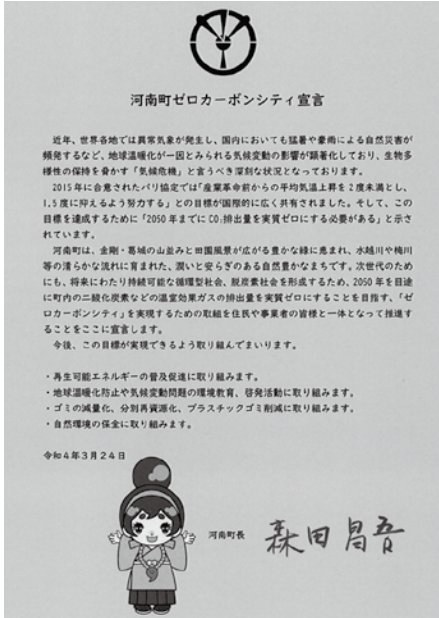 河南町ゼロカーボンシティ宣言
近年、世界各地では異常気象が発生し、国内においても猛暑や豪雨による自然災害が
頻発するなど、地球温暖化が一因とみられる気候変動の影響が顕著化しており、生物多
様性の保持を脅かす「気候危機」と言うべき深刻な状況となっております。
2015年に合意されたパリ協定では「産業革命前からの平均気温上昇を2度未満とし、
1.5度に抑えるよう努力する」との目標が国際的に広く共有されました。そして、この
目標を達成するために「2050年までにCO₂排出量を実質ゼロにする必要がある」と示さ
れています。
河南町は、金剛・葛城の山並みと田園風景が広がる豊かな緑に恵まれ、水越川や梅川
等の清らかな流れに育まれた、潤いと安らぎのある自然豊かなまちです。次世代のため
にも、将来にわたり持続可能な循環型社会、脱炭素社会を形成するため、2050年を目途
に町内の二酸化炭素などの温室効果ガスの排出量を実質ゼロにすることを目指す、「ゼ
ロカーボンシティ」を実現するための取組を住民や事業者の皆様と一体となって推進す
ることをここに宣言します。
今後、この目標が実現できるよう取り組んでまいります。
・再生可能エネルギーの普及促進に取り組みます。
・地球温暖化防止や気候変動問題の環境教育、啓発活動に取り組みます。
・ゴミの減量化、分別再資源化、プラスチックゴミ削減に取り組みます。
・自然環境の保全に取り組みます。
令和4年3月24日
河南町長 森田昌吾